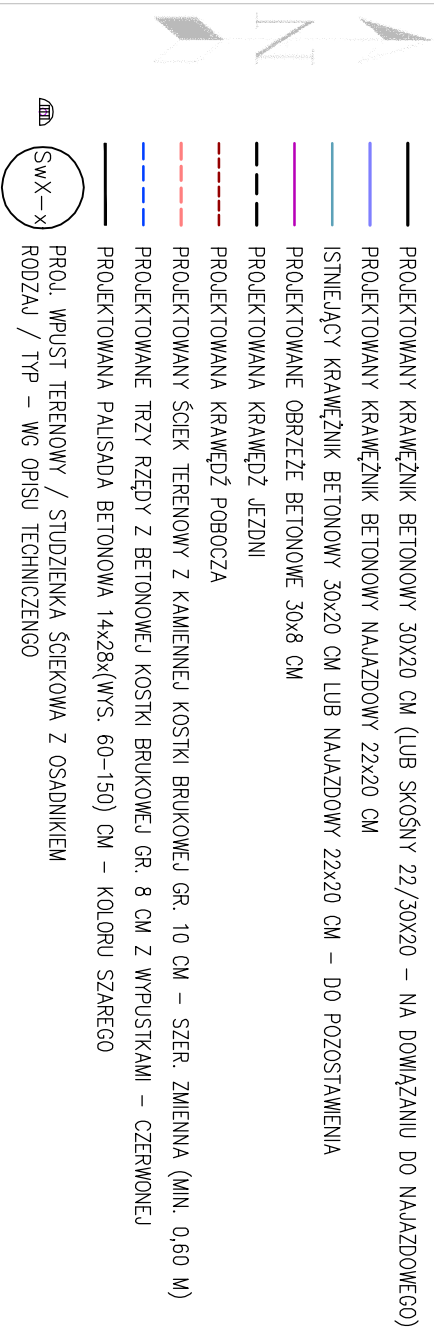 N
PROJEKTOWANY KRAWĘŻNIK BETONOWY 30X20 CM (LUB SKOŚNY 22/30X20 – NA DOWIĄZANIU DO NAJAZDOWEGO)
PROJEKTOWANY KRAWĘŻNIK BETONOWY NAJAZDOWY 22x20 CM
ISTNIEJĄCY KRAWĘŻNIK BETONOWY 30x20 CM LUB NAJAZDOWY 22x20 CM – DO POZOSTAWIENIA
PROJEKTOWANE OBRZEŻE BETONOWE 30x8 CM
PROJEKTOWANA KRAWĘDŹ JEZDNI
PROJEKTOWANA KRAWĘDŹ POBOCZA
PROJEKTOWANY ŚCIEK TERENOWY Z KAMIENNEJ KOSTKI BRUKOWEJ GR. 10 CM – SZER. ZMIENNA (MIN. 0,60 M)
PROJEKTOWANE TRZY RZĘDY Z BETONOWEJ KOSTKI BRUKOWEJ GR. 8 CM Z WYPUSTKAMI – CZERWONEJ
PROJEKTOWANA PALISADA BETONOWA 14x28x(WYS. 60–150) CM – KOLORU SZAREGO
SwX–x
PROJ. WPUST TERENOWY / STUDZIENKA ŚCIEKOWA Z OSADNIKIEM
RODZAJ / TYP – WG OPISU TECHNICZENGO